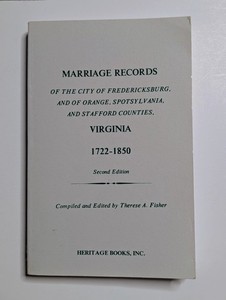 MARRIAGE RECORDS
OF THE CITY OF FREDERICKSBURG,
AND OF ORANGE, SPOTSYLVANIA,
AND STAFFORD COUNTIES,
VIRGINIA
1722-1850
Second Edition
Compiled and Edited by Therese A. Fisher
HERITAGE BOOKS, INC.